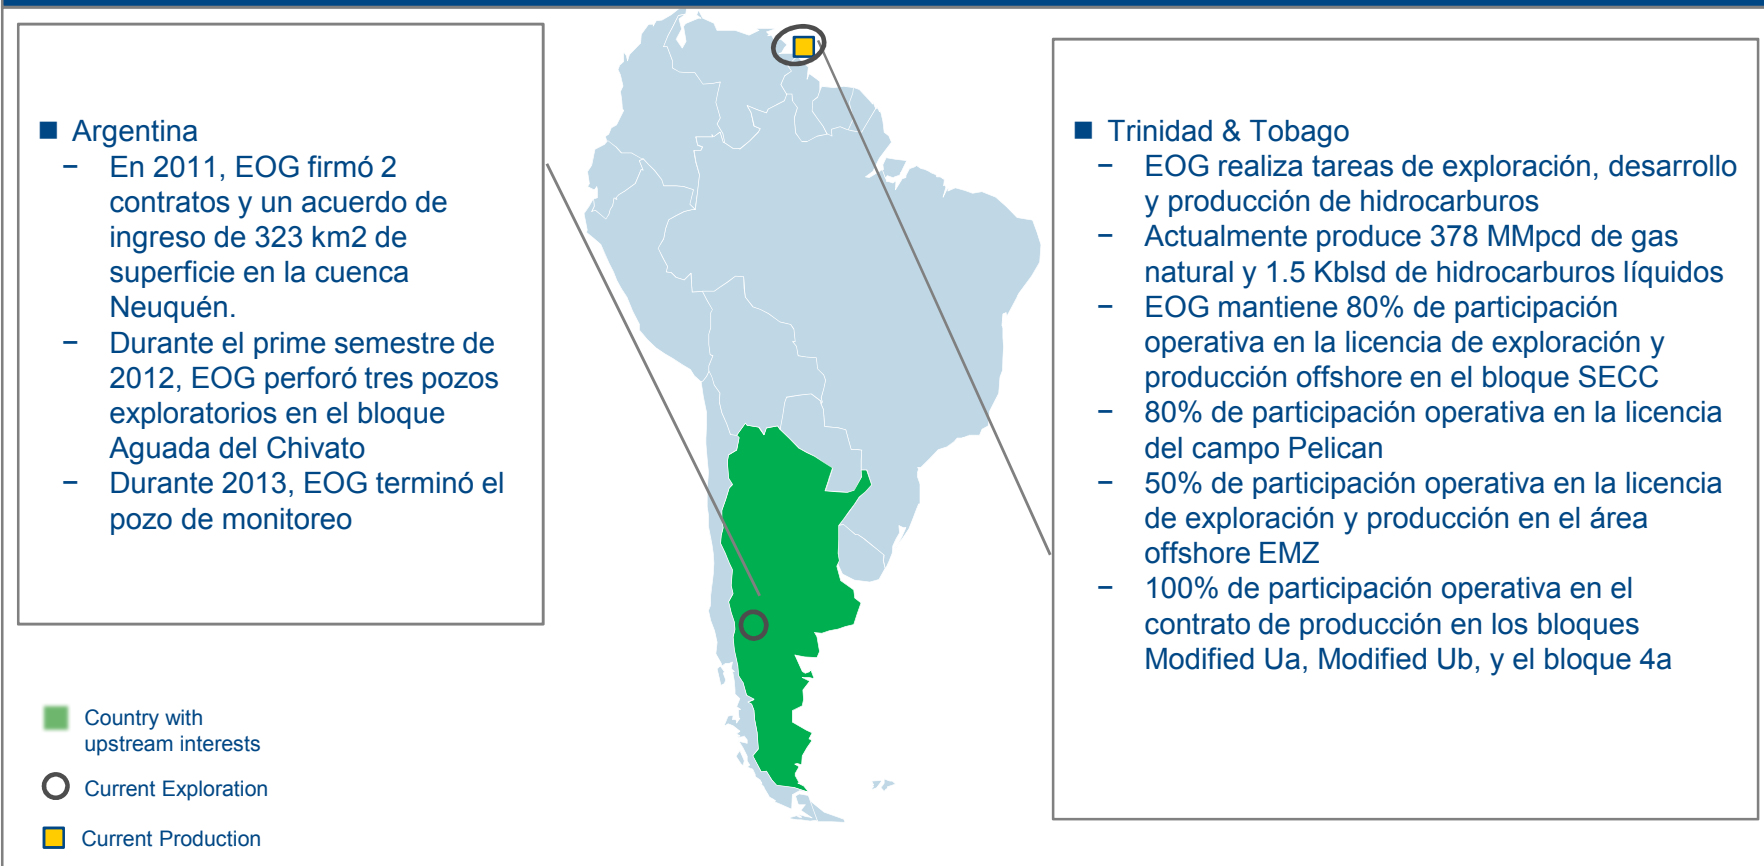 ■ Argentina
− En 2011, EOG firmó 2
contratos y un acuerdo de
ingreso de 323 km2 de
superficie en la cuenca
Neuquén.
− Durante el prime semestre de
2012, EOG perforó tres pozos
exploratorios en el bloque
Aguada del Chivato
− Durante 2013, EOG terminó el
pozo de monitoreo
Country with
upstream interests
Current Exploration
Current Production
■ Trinidad & Tobago
− EOG realiza tareas de exploración, desarrollo
y producción de hidrocarburos
− Actualmente produce 378 MMpcd de gas
natural y 1.5 Kblsd de hidrocarburos líquidos
− EOG mantiene 80% de participación
operativa en la licencia de exploración y
producción offshore en el bloque SECC
− 80% de participación operativa en la licencia
del campo Pelican
− 50% de participación operativa en la licencia
de exploración y producción en el área
offshore EMZ
− 100% de participación operativa en el
contrato de producción en los bloques
Modified Ua, Modified Ub, y el bloque 4a